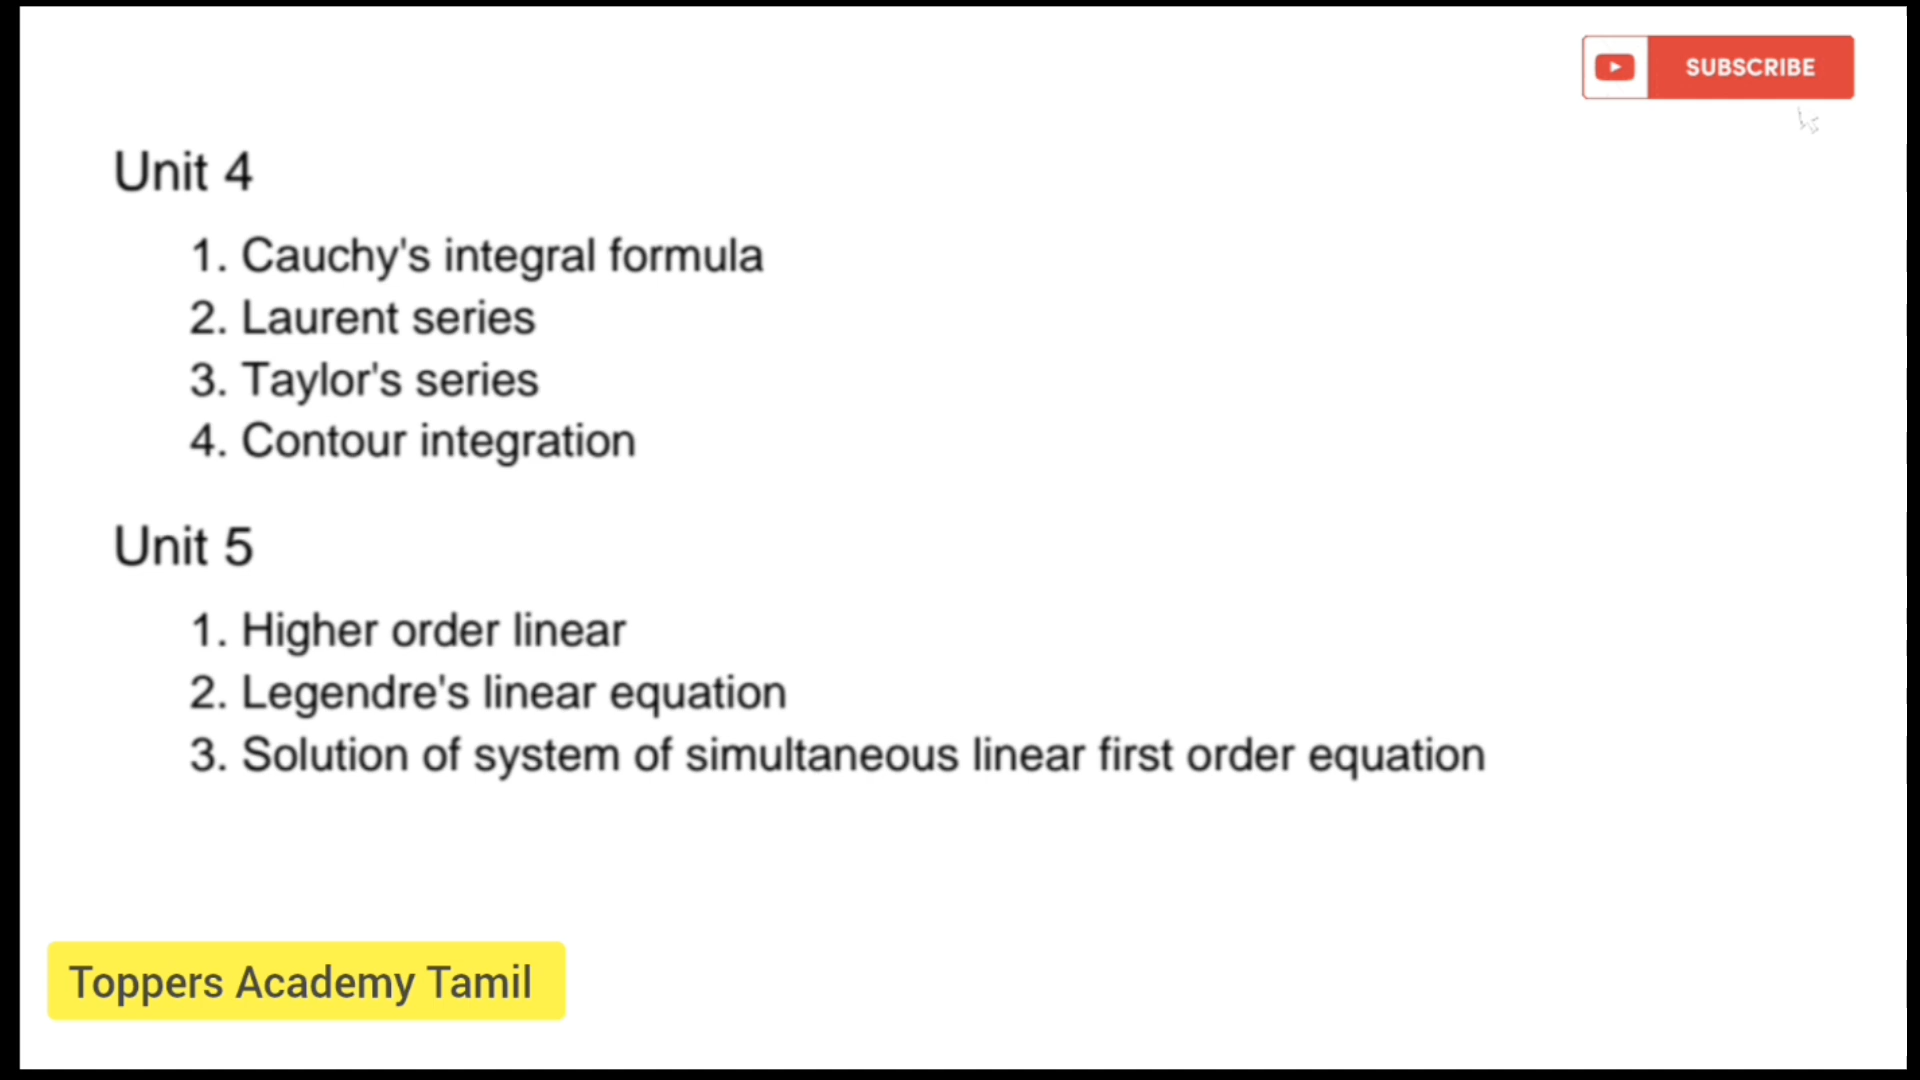 SUBSCRIBE
Unit 4
1. Cauchy's integral formula
2. Laurent series
3. Taylor's series
4. Contour integration
Unit 5
1. Higher order linear
2. Legendre's linear equation
3. Solution of system of simultaneous linear first order equation
Toppers Academy Tamil